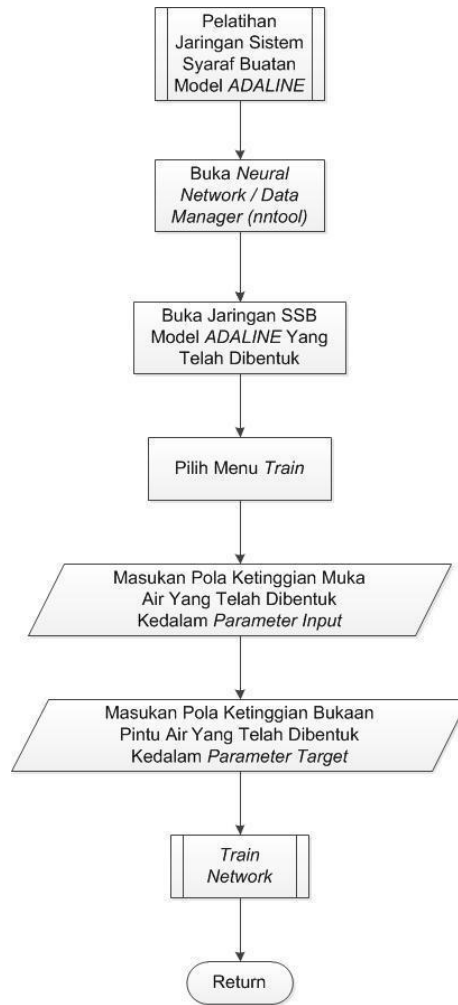 Pelatihan
Jaringan Sistem
Syaraf Buatan
Model ADALINE
Buka Neural
Network / Data
Manager (nntool)
Buka Jaringan SSB
Model ADALINE Yang
Telah Dibentuk
Pilih Menu Train
Masukan Pola Ketinggian Muka
Air Yang Telah Dibentuk
Kedalam Parameter Input
Masukan Pola Ketinggian Bukaan
Pintu Air Yang Telah Dibentuk
Kedalam Parameter Target
Train
Network
Return